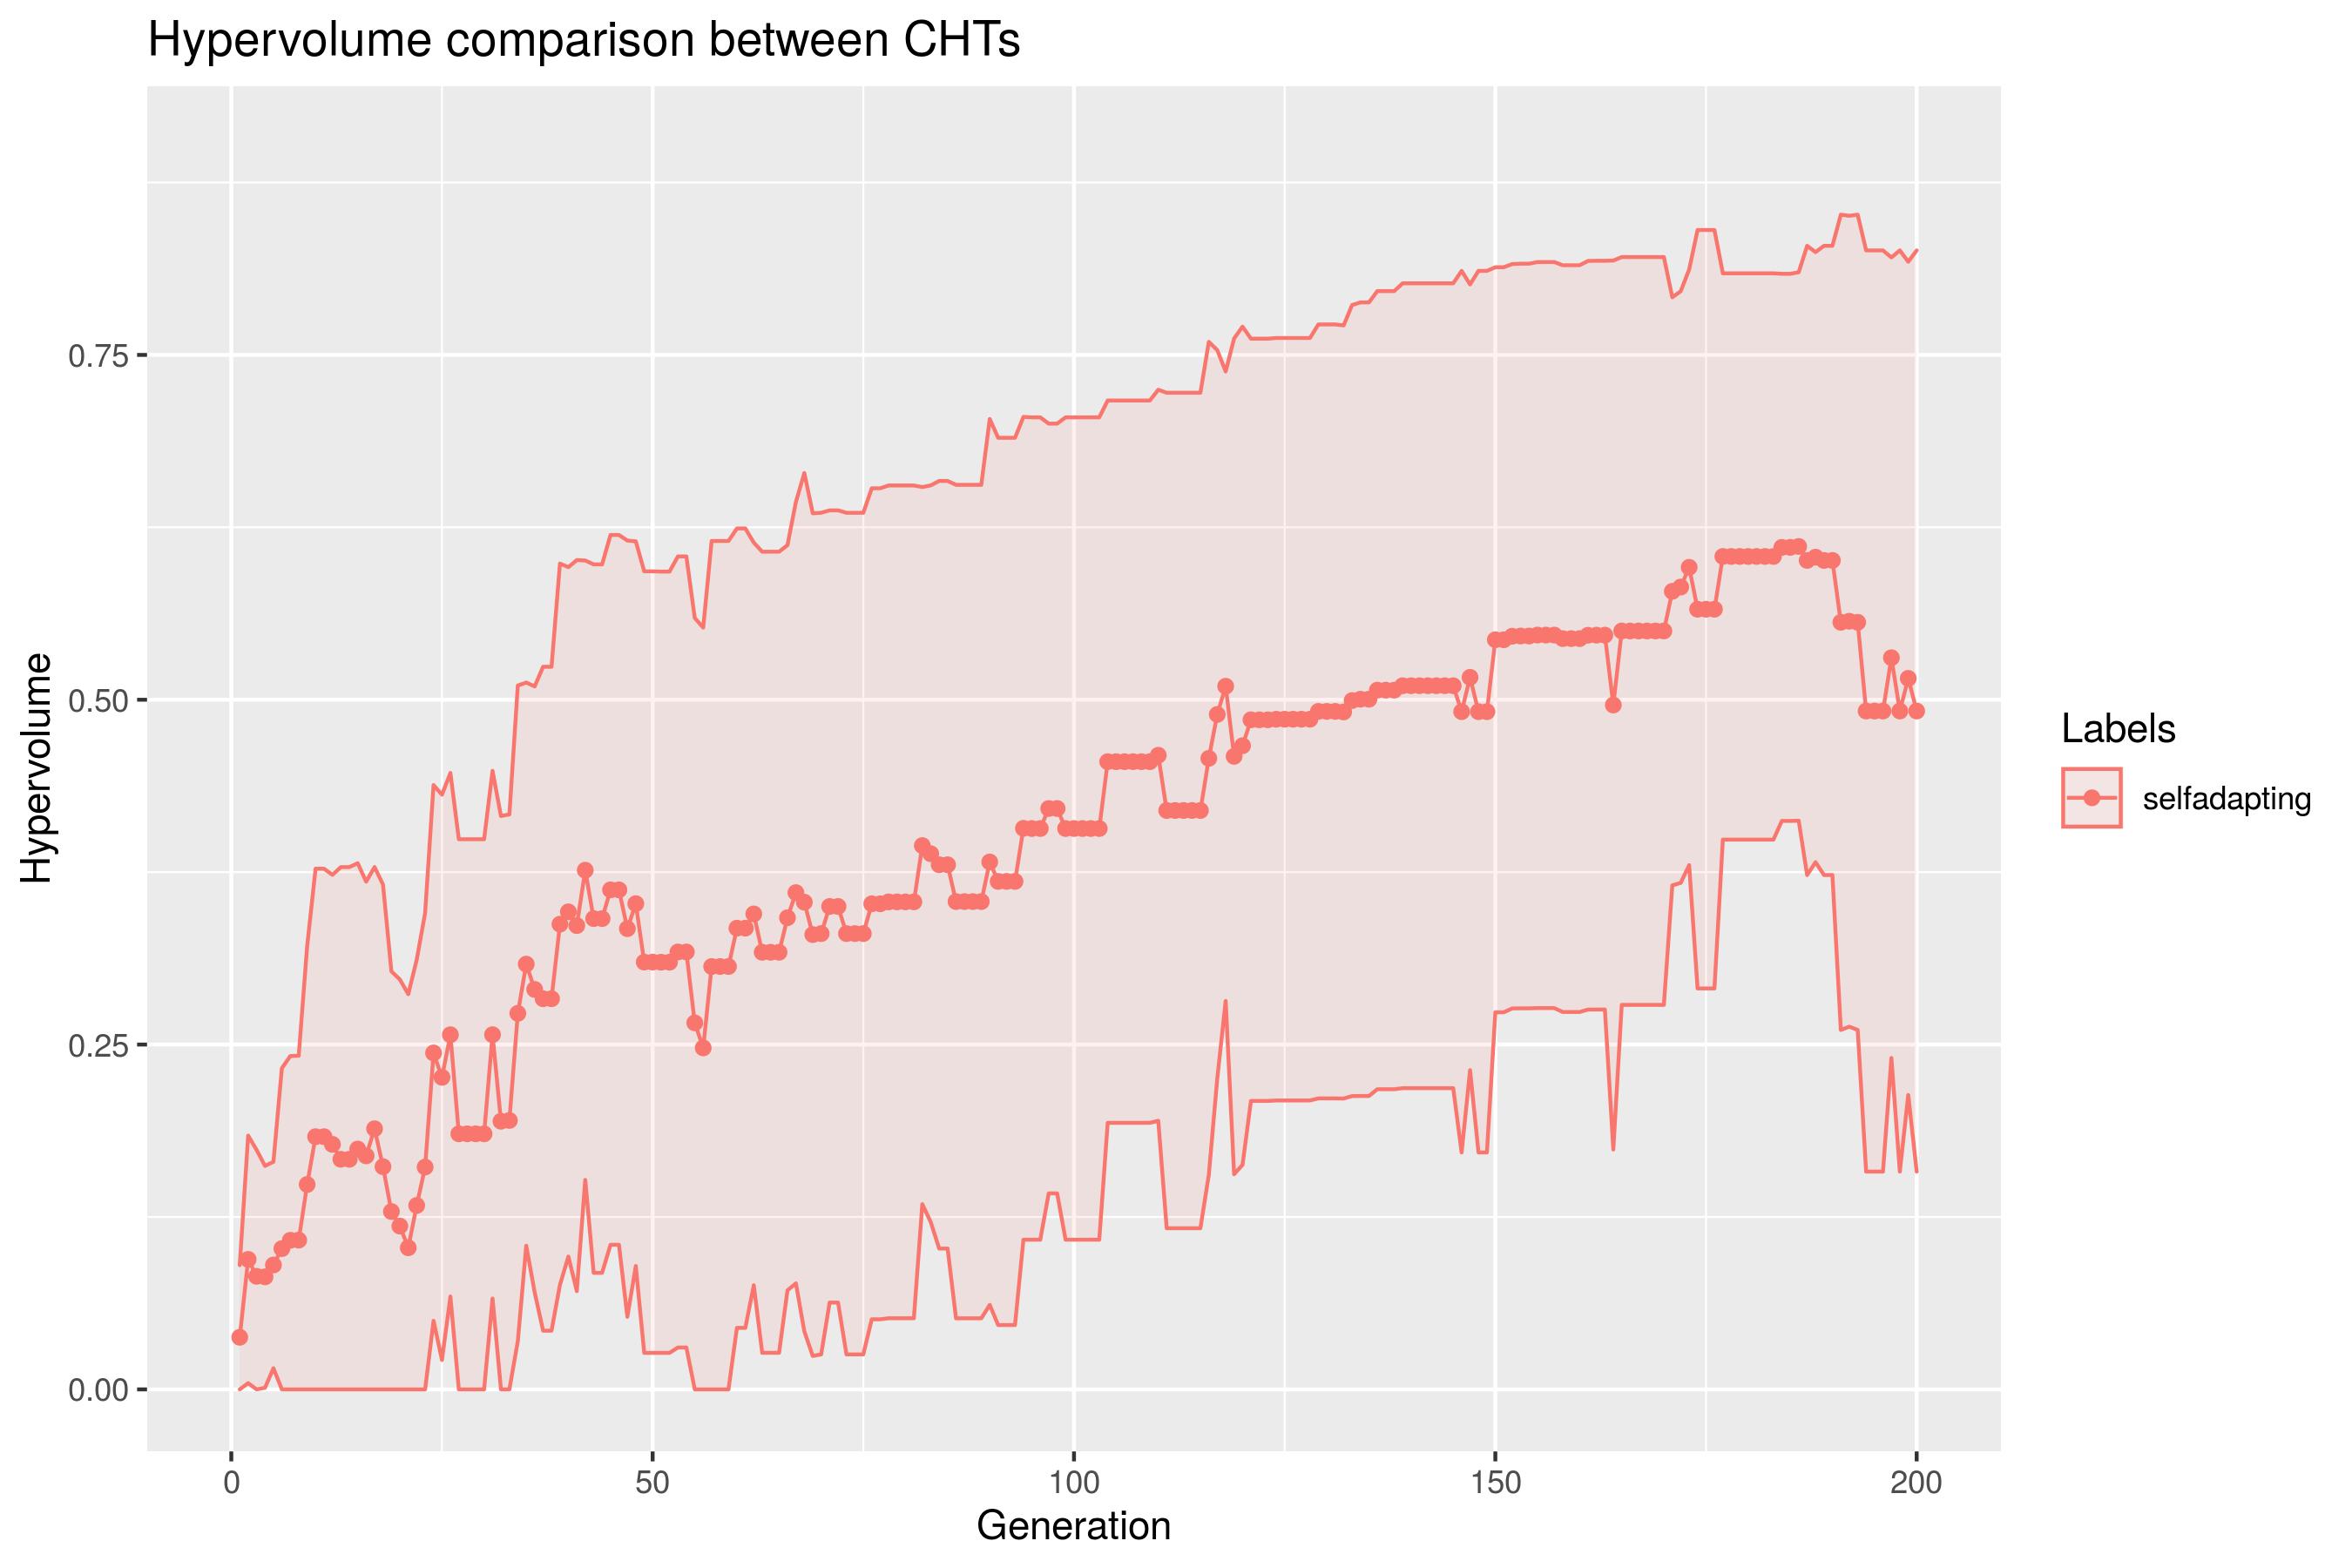 Hypervolume comparison between CHTs
Hypervolume
0.75
0.50
0.25
0.00
0
50
100
150
200
Generation
Labels
selfadapting